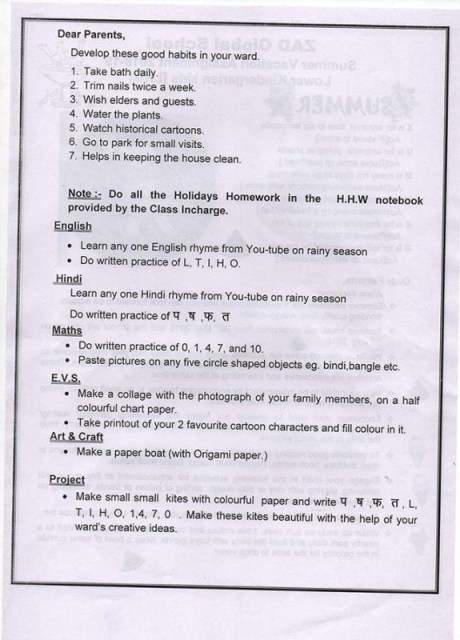 Dear Parents,
Develop these good habits in your ward.
1. Take bath daily.
2. Trim nails twice a week.
3. Wish elders and guests.
4. Water the plants.
5. Watch historical cartoons.
6. Go to park for small visits.
7. Helps in keeping the house clean.
Note :- Do all the Holidays Homework in the H.H.W notebook
provided by the Class Incharge.
English
• Learn any one English rhyme from You-tube on rainy season
• Do written practice of L, T, I, H, O.
Hindi
Learn any one Hindi rhyme from You-tube on rainy season
Do written practice of प ,ष ,फ, त
Maths
• Do written practice of 0, 1, 4, 7, and 10.
• Paste pictures on any five circle shaped objects eg. bindi,bangle etc.
E.V.S.
• Make a collage with the photograph of your family members, on a half
colourful chart paper.
• Take printout of your 2 favourite cartoon characters and fill colour in it.
Art & Craft
• Make a paper boat (with Origami paper.)
Project
• Make small small kites with colourful paper and write प ,ष ,फ, त , L,
T, I, H, O, 1,4, 7, 0 . Make these kites beautiful with the help of your
ward's creative ideas.